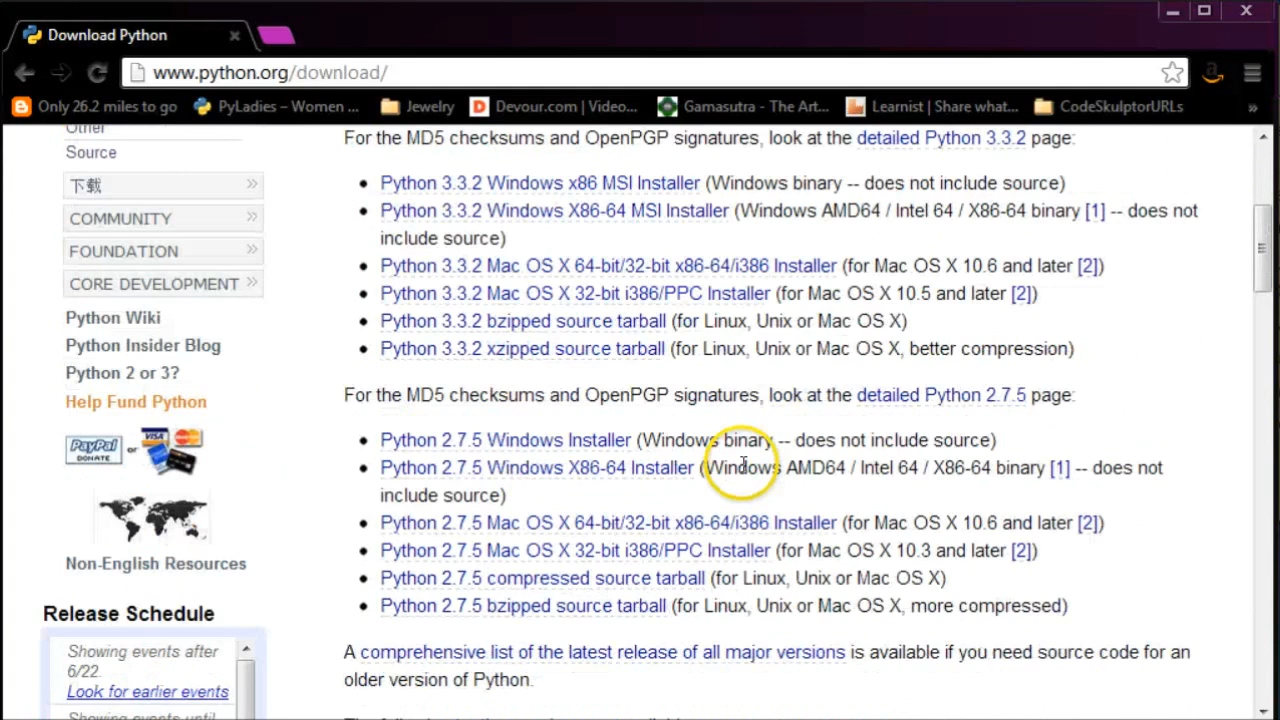 Download Python
www.python.org/download/
Only 26.2 miles to go
PyLadies – Women ...
Jewelry
Devour.com | Video...
Gamasutra - The Art...
Learnist | Share what...
CodeSkulptorURLs
»
Other
Source
下载 »
COMMUNITY »
FOUNDATION »
CORE DEVELOPMENT »
Python Wiki
Python Insider Blog
Python 2 or 3?
Help Fund Python
PayPal
DONATE
or
VISA
Non-English Resources
Release Schedule
Showing events after
6/22.
Look for earlier events
Showing events until
For the MD5 checksums and OpenPGP signatures, look at the detailed Python 3.3.2 page:
• Python 3.3.2 Windows x86 MSI Installer (Windows binary -- does not include source)
• Python 3.3.2 Windows X86-64 MSI Installer (Windows AMD64 / Intel 64 / X86-64 binary [1] -- does not
include source)
• Python 3.3.2 Mac OS X 64-bit/32-bit x86-64/i386 Installer (for Mac OS X 10.6 and later [2])
• Python 3.3.2 Mac OS X 32-bit i386/PPC Installer (for Mac OS X 10.5 and later [2])
• Python 3.3.2 bzipped source tarball (for Linux, Unix or Mac OS X)
• Python 3.3.2 xzipped source tarball (for Linux, Unix or Mac OS X, better compression)
For the MD5 checksums and OpenPGP signatures, look at the detailed Python 2.7.5 page:
• Python 2.7.5 Windows Installer (Windows binary -- does not include source)
• Python 2.7.5 Windows X86-64 Installer (Windows AMD64 / Intel 64 / X86-64 binary [1] -- does not
include source)
• Python 2.7.5 Mac OS X 64-bit/32-bit x86-64/i386 Installer (for Mac OS X 10.6 and later [2])
• Python 2.7.5 Mac OS X 32-bit i386/PPC Installer (for Mac OS X 10.3 and later [2])
• Python 2.7.5 compressed source tarball (for Linux, Unix or Mac OS X)
• Python 2.7.5 bzipped source tarball (for Linux, Unix or Mac OS X, more compressed)
A comprehensive list of the latest release of all major versions is available if you need source code for an
older version of Python.